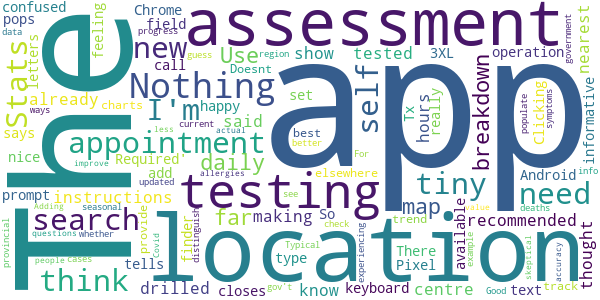 confused
pops
data
letters
ways
Stats
feeling
progress
Chrome
field
guess
region
call
new
already
charts
says
nice
prompt
Nothing
I'm
happy
current
less
appointment
Required
actual
add
daily
said
instructions
improve
updated
allergies
The
search
think
far
making
Adding
seasonal
provincial
questions
whether
people
cases
tells
drilled
closes
provide
Covid
finder
type
Typical
gov't
distinguish
So
know
assessment
Use
Doesnt
show
tested
3XL
operation
government
nearest
set
self
hours
Tx
really
breakdown
Clicking
populate
symptoms
informative
best
better
elsewhere
For
app
testing
see
map
tiny
need
info
recommended
There
Pixel
trend
check
keyboard
experiencing
centre
text
available
Android
deaths
thought
example
value
skeptical
accuracy
Good
track
location